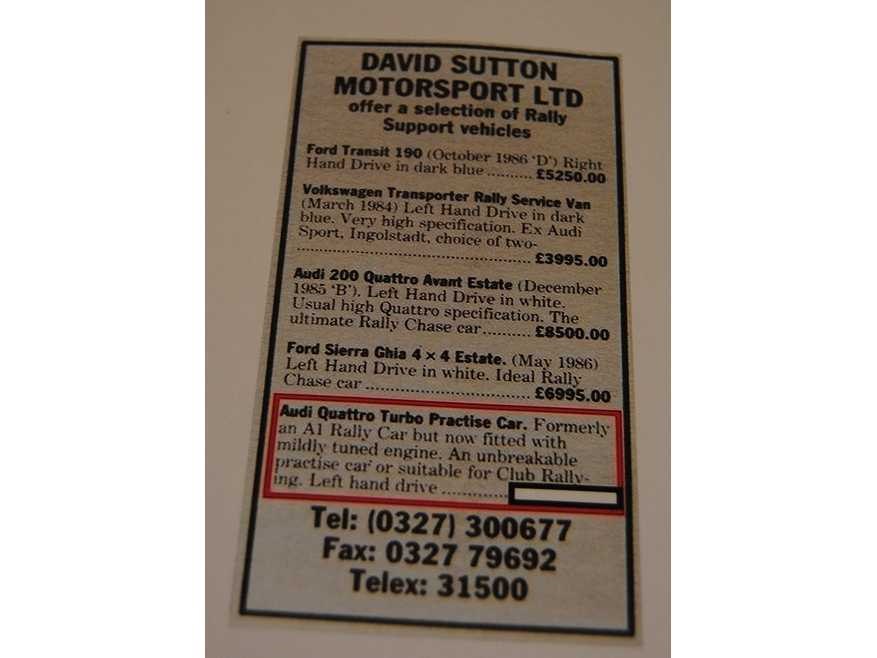 DAVID SUTTON
MOTORSPORT LTD
offer a selection of Rally
Support vehicles
Ford Transit 190 (October 1986 'D') Right
Hand Drive in dark blue .......... £5250.00
Volkswagen Transporter Rally Service Van
(March 1984) Left Hand Drive in dark
blue. Very high specification. Ex Audi
Sport, Ingolstadt, choice of two-
.................................................. £3995.00
Audi 200 Quattro Avant Estate (December
1985 'B'). Left Hand Drive in white.
Usual high Quattro specification. The
ultimate Rally Chase car.......... £8500.00
Ford Sierra Ghia 4 × 4 Estate. (May 1986)
Left Hand Drive in white. Ideal Rally
Chase car .................................. £6995.00
Audi Quattro Turbo Practise Car. Formerly
an A1 Rally Car but now fitted with
mildly tuned engine. An unbreakable
practise car or suitable for Club Rally-
ing. Left hand drive ..............
Tel: (0327) 300677
Fax: 0327 79692
Telex: 31500